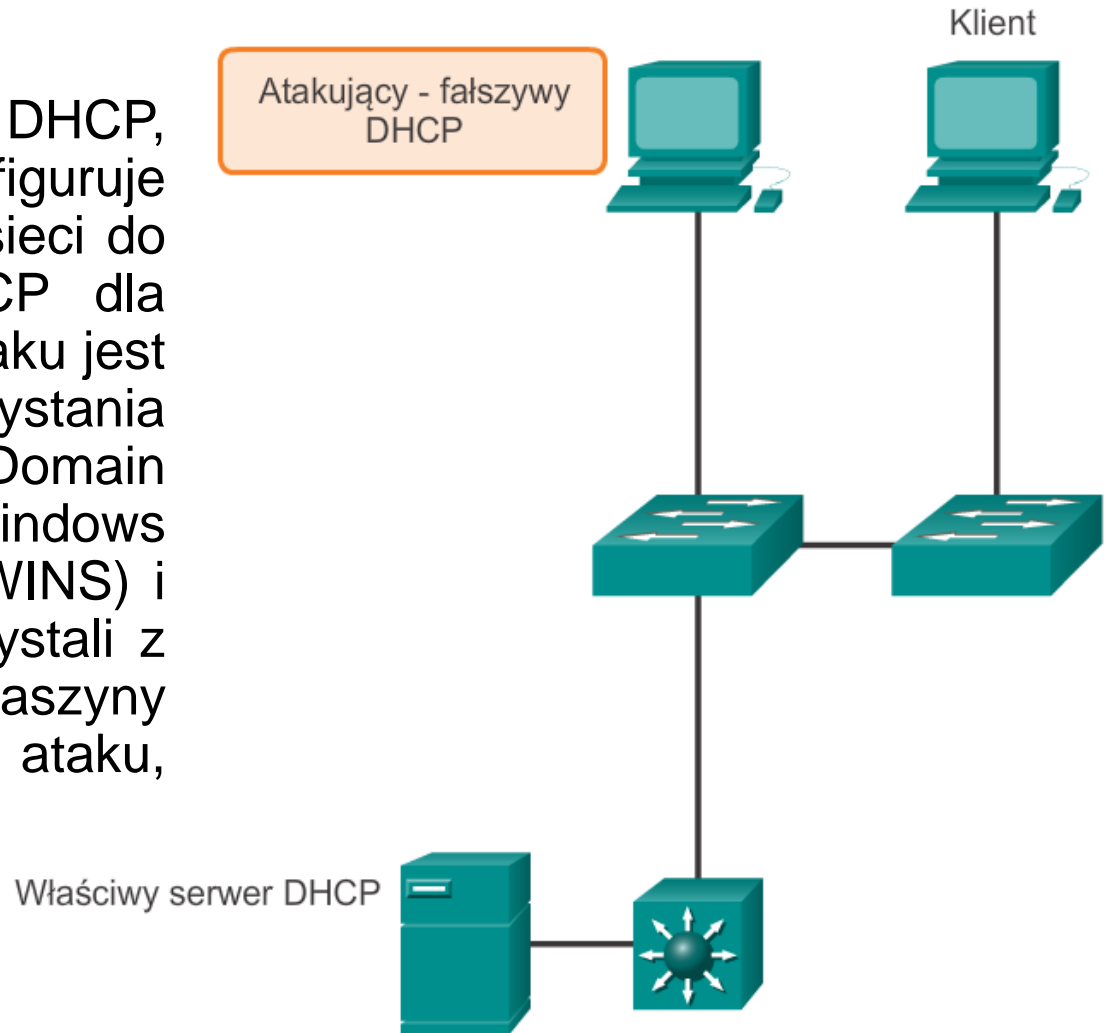 DHCP,
figuruje
sieci do
CP dla
aku jest
ystania
Domain
indows
WINS) i
ystali z
aszyny
ataku,
Atakujący - fałszywy
DHCP
Klient
Właściwy serwer DHCP